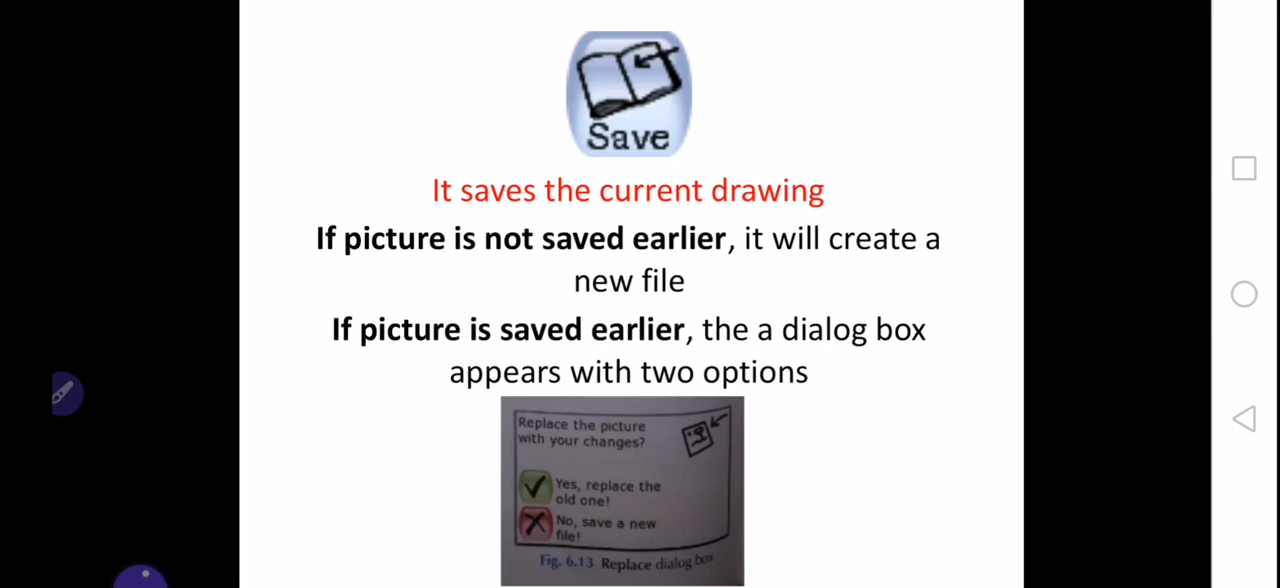 Save
It saves the current drawing
If picture is not saved earlier, it will create a
new file
If picture is saved earlier, the a dialog box
appears with two options
Replace the picture
with your changes?
Yes, replace the
old one!
No, save a new
file!
Fig. 6.13 Replace dialog box